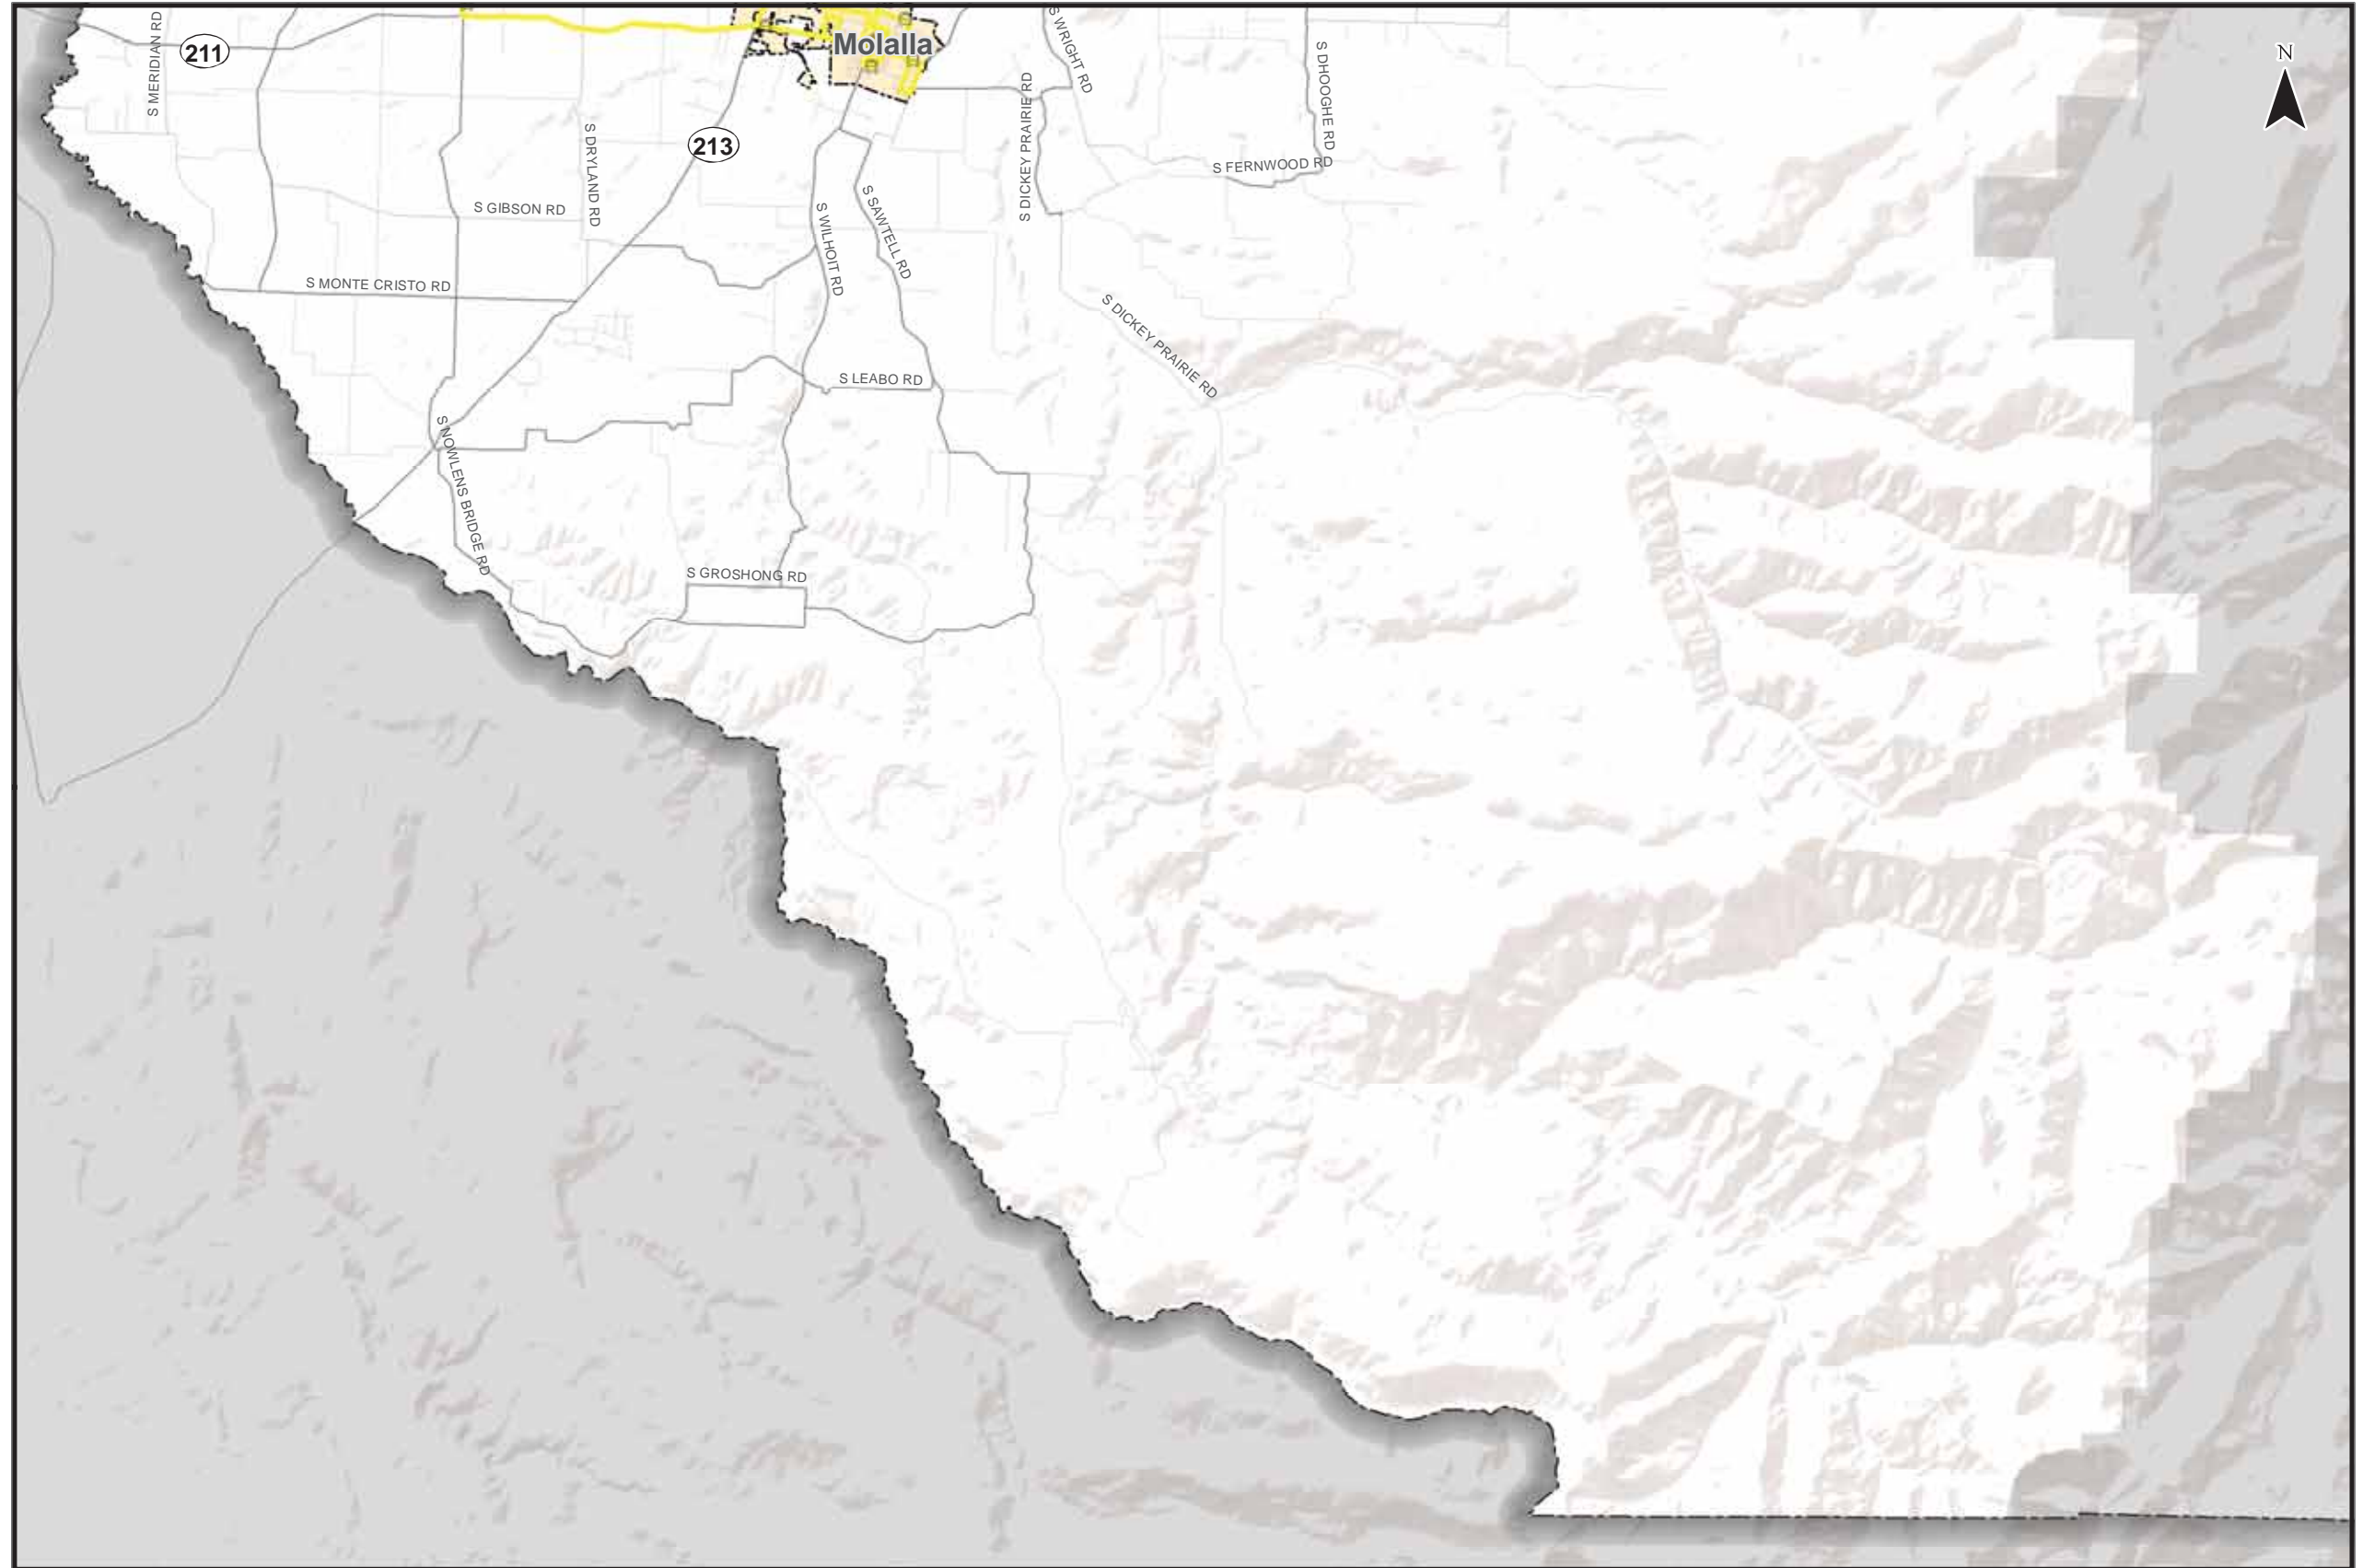 S MERIDIAN RD
211
Molalla
S WRIGHT RD
S DHOOGHE RD
N
S DICKEY PRAIRIE RD
S DRYLAND RD
213
S FERNWOOD RD
S GIBSON RD
S WILHOIT RD
S SAWTELL RD
S MONTE CRISTO RD
S DICKEY PRAIRIE RD
S LEABO RD
S NOWLENS BRIDGE RD
S GROSHONG RD